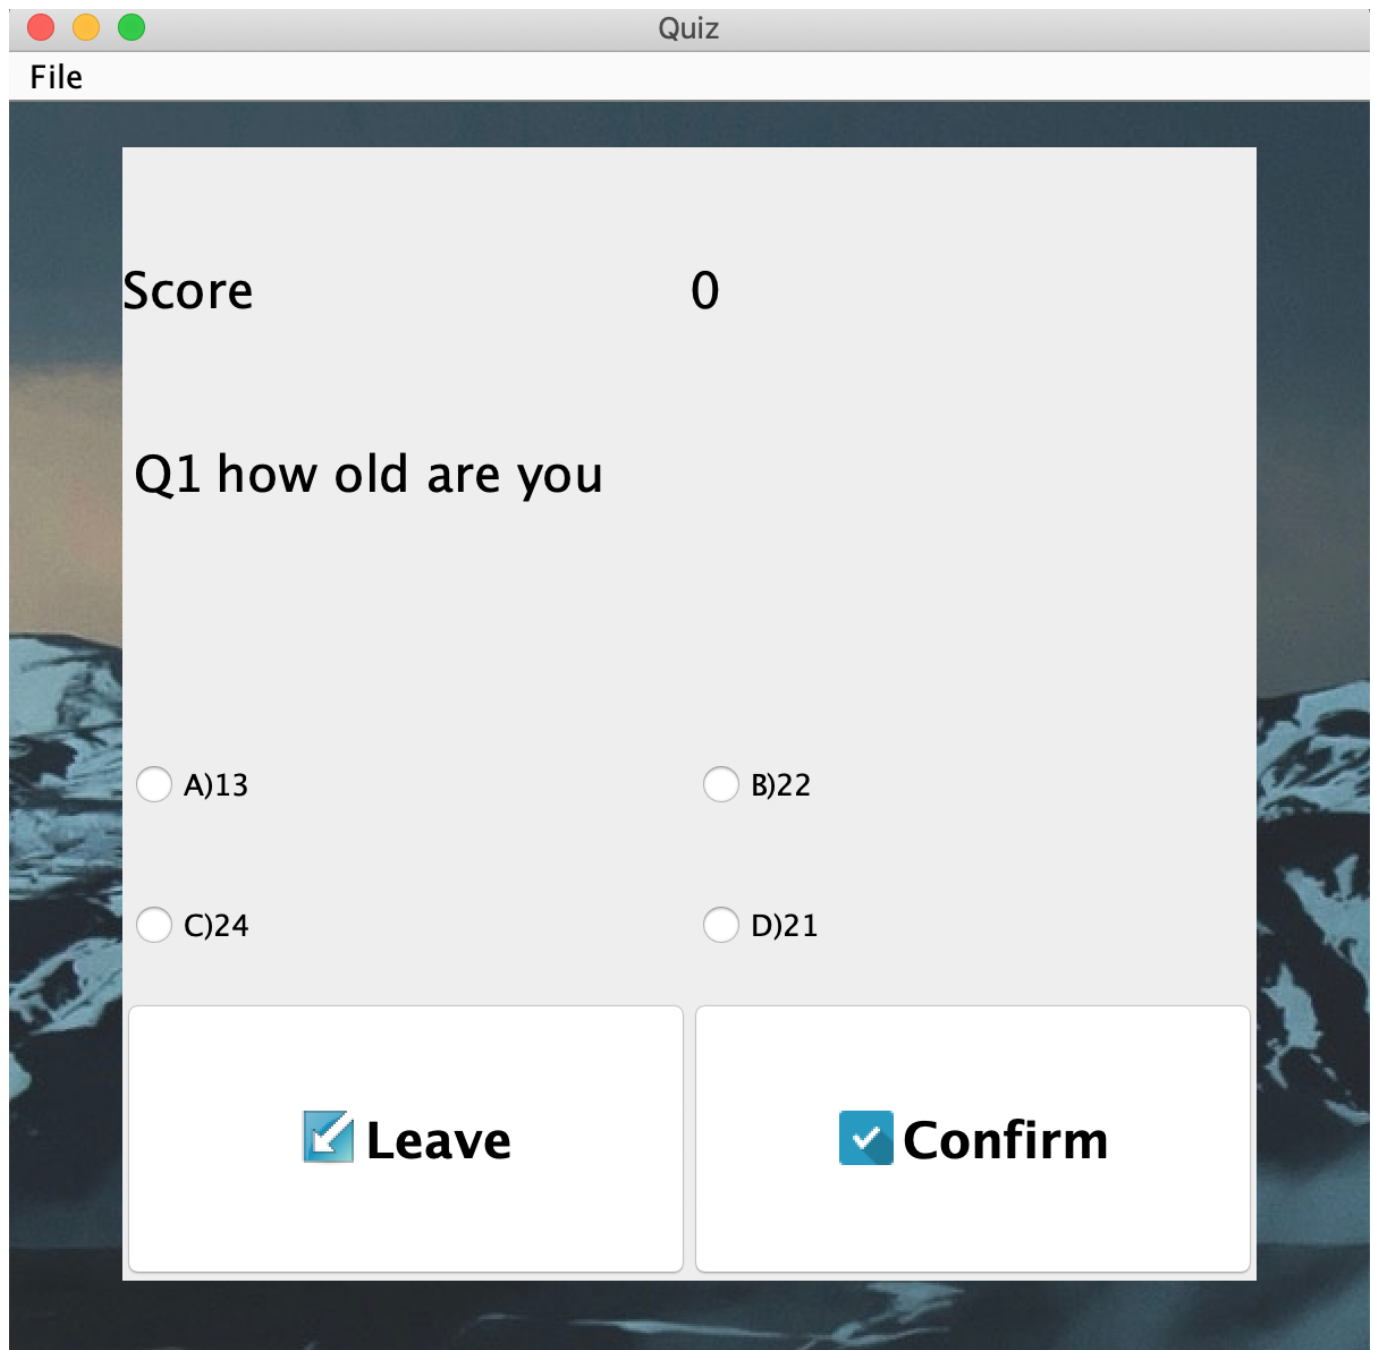 Quiz
File
Score 0
Q1 how old are you
A)13 B)22
C)24 D)21
Leave Confirm